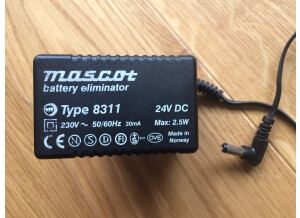 mascot
battery eliminator
Type 8311 24V DC
230V ~ 50/60Hz 30mA Max: 2.5W
Made in
Norway